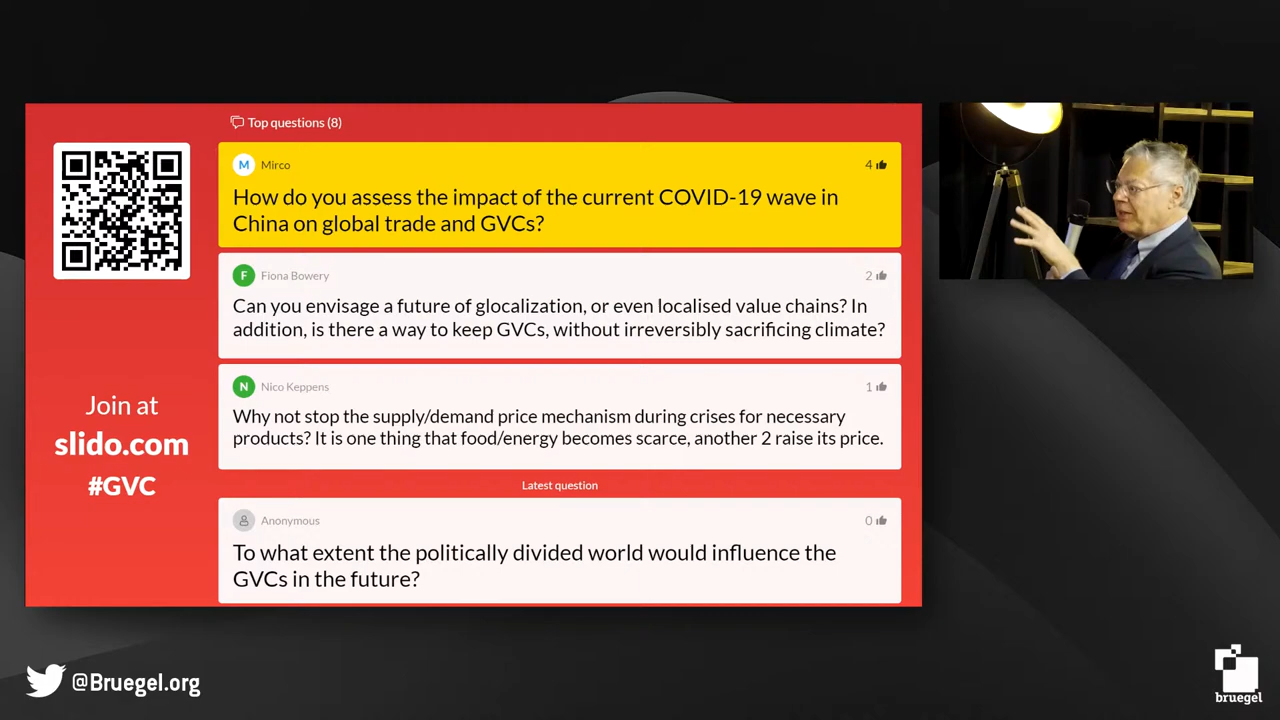 Top questions (8)
M Mirco 4
How do you assess the impact of the current COVID-19 wave in
China on global trade and GVCs?
F Fiona Bowery 2
Can you envisage a future of glocalization, or even localised value chains? In
addition, is there a way to keep GVCs, without irreversibly sacrificing climate?
N Nico Keppens 1
Why not stop the supply/demand price mechanism during crises for necessary
products? It is one thing that food/energy becomes scarce, another 2 raise its price.
Latest question
Anonymous 0
To what extent the politically divided world would influence the
GVCs in the future?
Join at
slido.com
#GVC
@Bruegel.org
bruegel